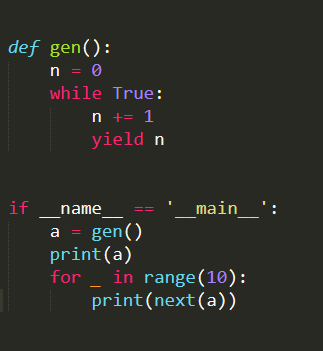 def gen():
    n = 0
    while True:
        n += 1
        yield n
if __name__ == '__main__':
    a = gen()
    print(a)
    for _ in range(10):
        print(next(a))